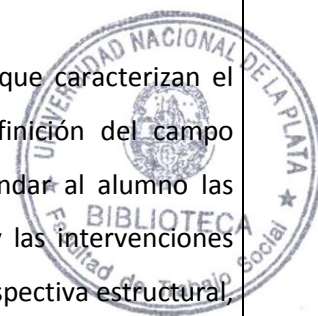 que caracterizan el
finición del campo
ndar al alumno las
y las intervenciones
spectiva estructural,
UNIVERSIDAD NACIONAL DE LA PLATA
BIBLIOTECA
Facultad de Trabajo Social